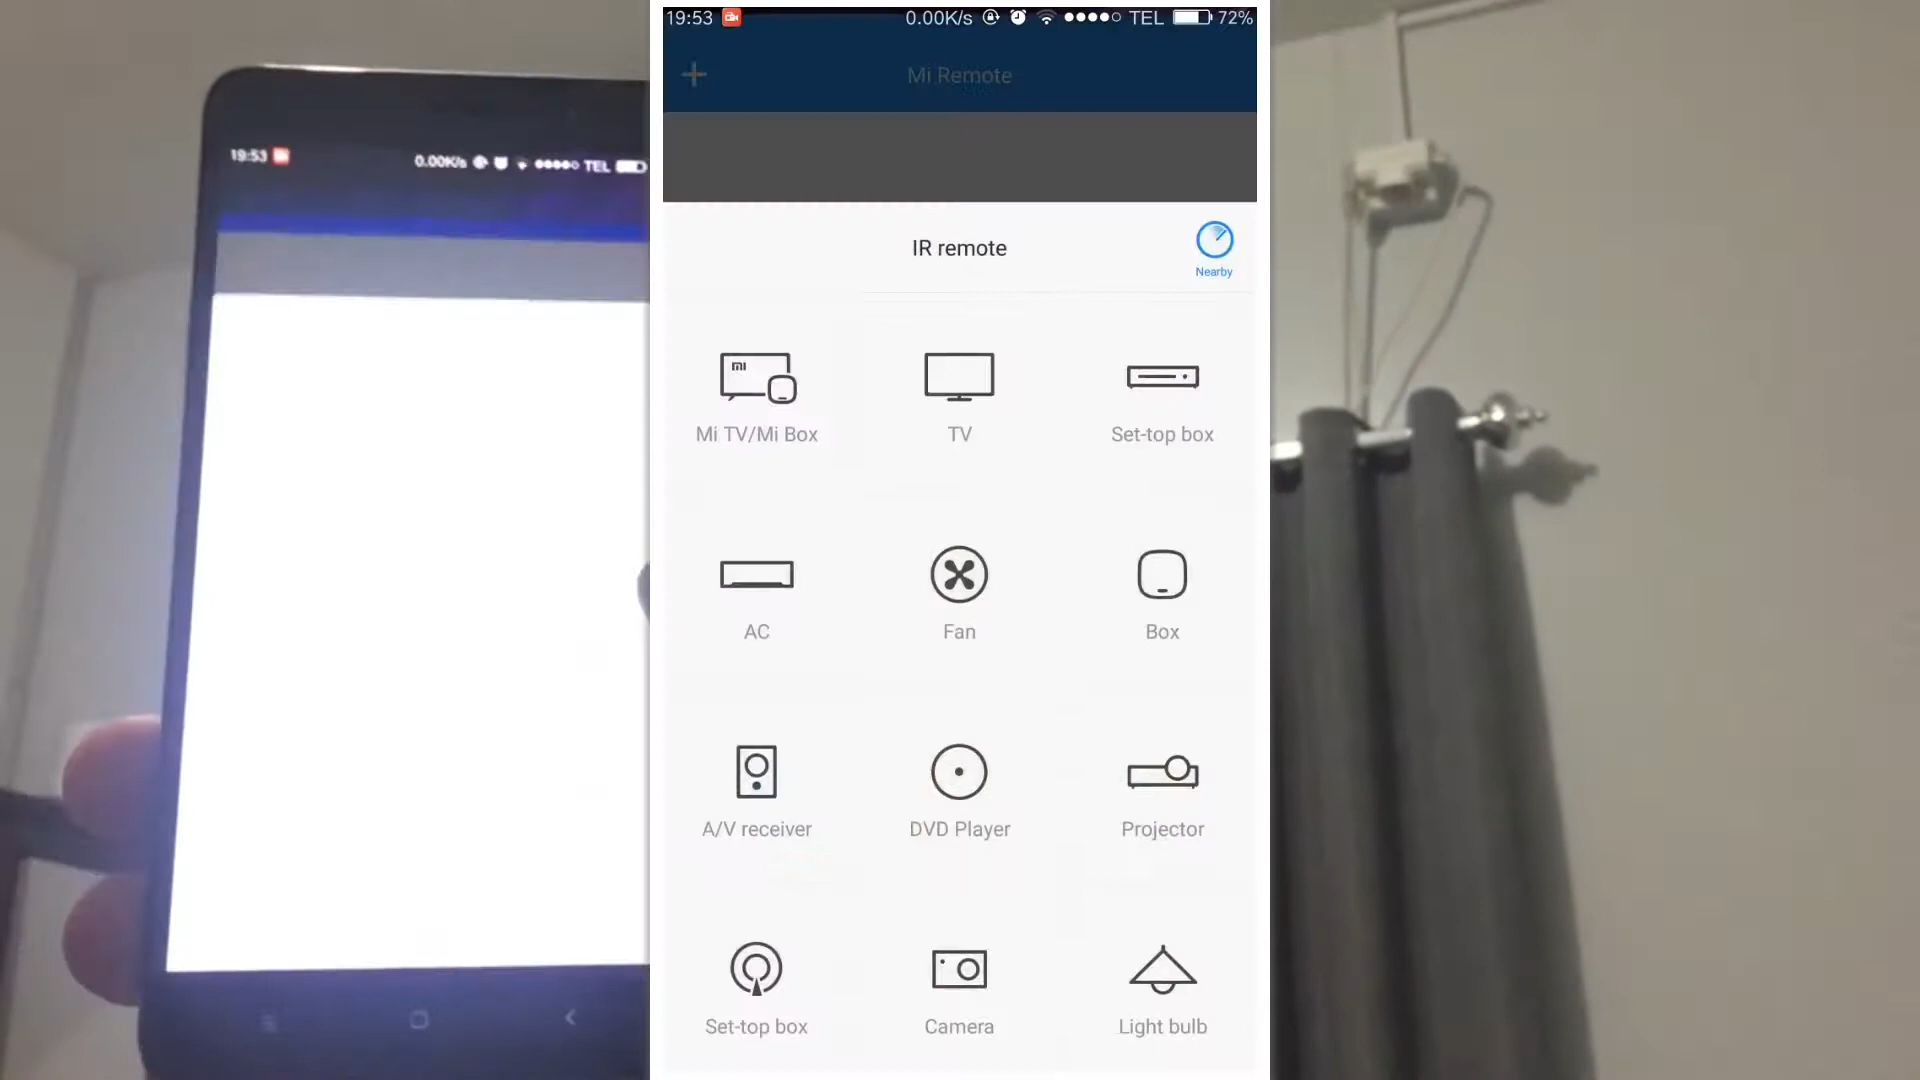 19:53
0.00K/s TEL
19:53 0.00K/s TEL 72%
Mi Remote
IR remote
Nearby
mi
Mi TV/Mi Box TV Set-top box
AC Fan Box
A/V receiver DVD Player Projector
Set-top box Camera Light bulb